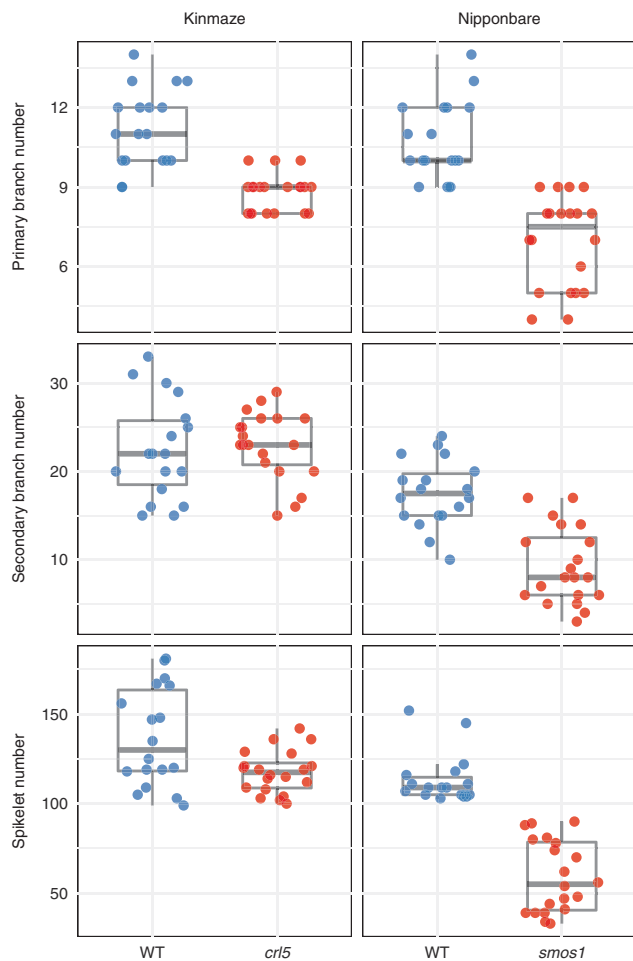 Kinmaze Nipponbare
Primary branch number
12
9
6
Secondary branch number
30
20
10
Spikelet number
150
100
50
WT crl5 WT smos1